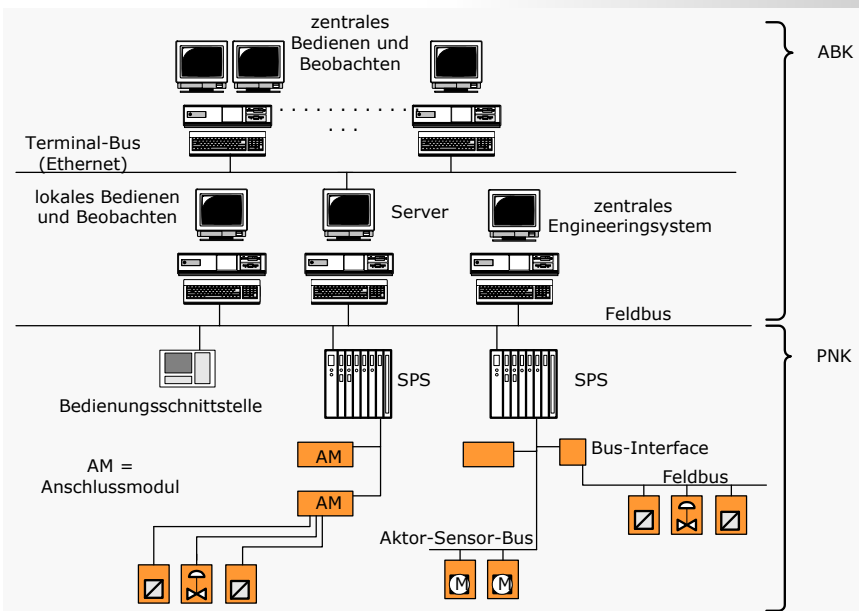 zentrales
Bedienen und
Beobachten
ABK
Terminal-Bus
(Ethernet)
lokales Bedienen
und Beobachten
Server
zentrales
Engineeringsystem
Feldbus
PNK
SPS
SPS
Bedienungsschnittstelle
AM
Bus-Interface
AM =
Anschlussmodul
Feldbus
AM
Aktor-Sensor-Bus
M
M